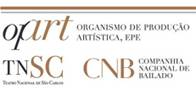 opart
ORGANISMO DE PRODUÇÃO
ARTÍSTICA, EPE
TNSC
TEATRO NACIONAL DE SÃO CARLOS
CNB
COMPANHIA
NACIONAL DE
BAILADO